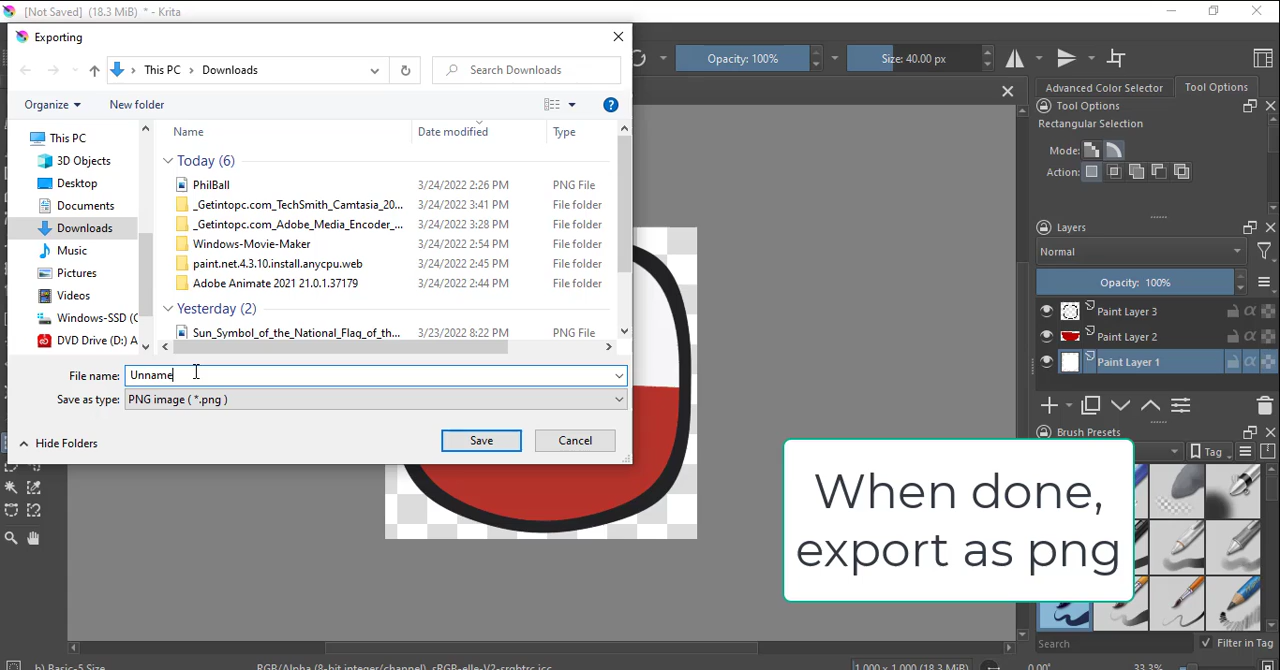 [Not Saved] (18.3 MiB) * - Krita
Exporting
This PC > Downloads
Search Downloads
Organize
New folder
Name
Date modified
Type
This PC
3D Objects
Desktop
Documents
Downloads
Music
Pictures
Videos
Windows-SSD (C
DVD Drive (D:) A
Today (6)
PhilBall 3/24/2022 2:26 PM PNG File
_Getintopc.com_TechSmith_Camtasia_20... 3/24/2022 3:41 PM File folder
_Getintopc.com_Adobe_Media_Encoder_... 3/24/2022 3:28 PM File folder
Windows-Movie-Maker 3/24/2022 2:54 PM File folder
paint.net.4.3.10.install.anycpu.web 3/24/2022 2:45 PM File folder
Adobe Animate 2021 21.0.1.37179 3/24/2022 2:44 PM File folder
Yesterday (2)
Sun_Symbol_of_the_National_Flag_of_th... 3/23/2022 8:22 PM PNG File
File name: Unname
Save as type: PNG image ( *.png )
Hide Folders
Save
Cancel
Opacity: 100%
Size: 40.00 px
Advanced Color Selector
Tool Options
Tool Options
Rectangular Selection
Mode:
Action:
Layers
Normal
Opacity: 100%
Paint Layer 3
Paint Layer 2
Paint Layer 1
Brush Presets
Tag
When done,
export as png
Search
Filter in Tag
b) Basic-5 Size
RGB/Alpha (8-bit integer/channel) sRGB-elle-V2-srgbtrc.icc
1,000 x 1,000 (18.3 MiB)
0.00°
33.3%